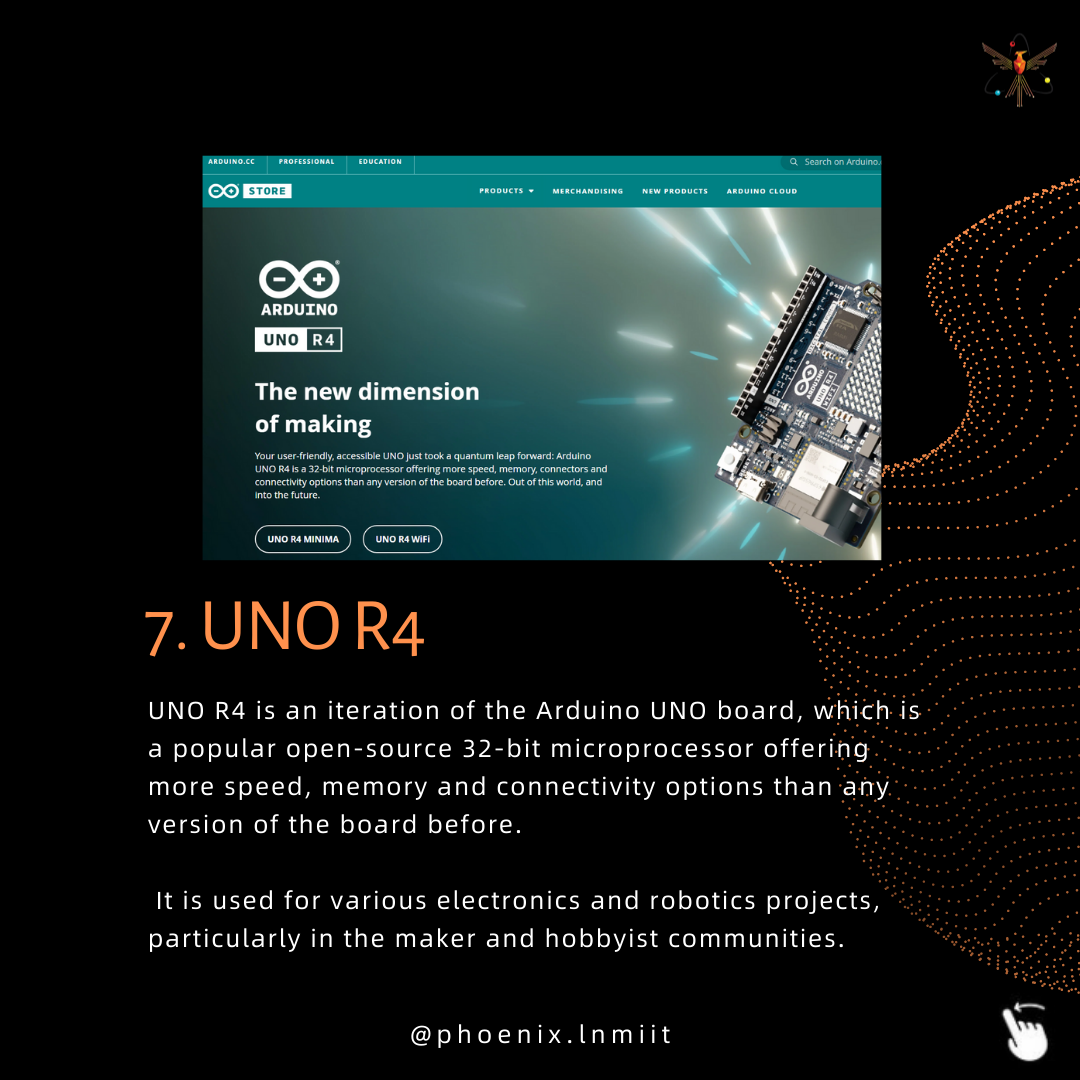 ARDUINO.CC PROFESSIONAL EDUCATION Search on Arduino.
STORE PRODUCTS MERCHANDISING NEW PRODUCTS ARDUINO CLOUD
ARDUINO
UNO R4
The new dimension
of making
Your user-friendly, accessible UNO just took a quantum leap forward: Arduino
UNO R4 is a 32-bit microprocessor offering more speed, memory, connectors and
connectivity options than any version of the board before. Out of this world, and
into the future.
UNO R4 MINIMA UNO R4 WiFi
ARDUINO
UNO R4
WIFI
7. UNO R4
UNO R4 is an iteration of the Arduino UNO board, which is
a popular open-source 32-bit microprocessor offering
more speed, memory and connectivity options than any
version of the board before.
It is used for various electronics and robotics projects,
particularly in the maker and hobbyist communities.
@phoenix.lnmiit